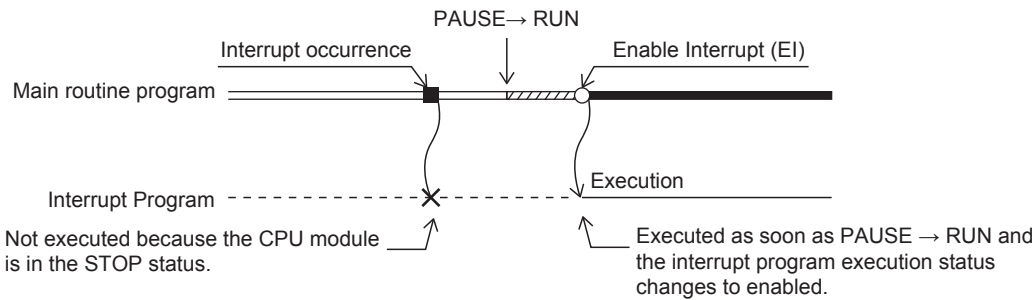 PAUSE→ RUN
Interrupt occurrence
Enable Interrupt (EI)
Main routine program
Execution
Interrupt Program
Not executed because the CPU module
is in the STOP status.
Executed as soon as PAUSE → RUN and
the interrupt program execution status
changes to enabled.